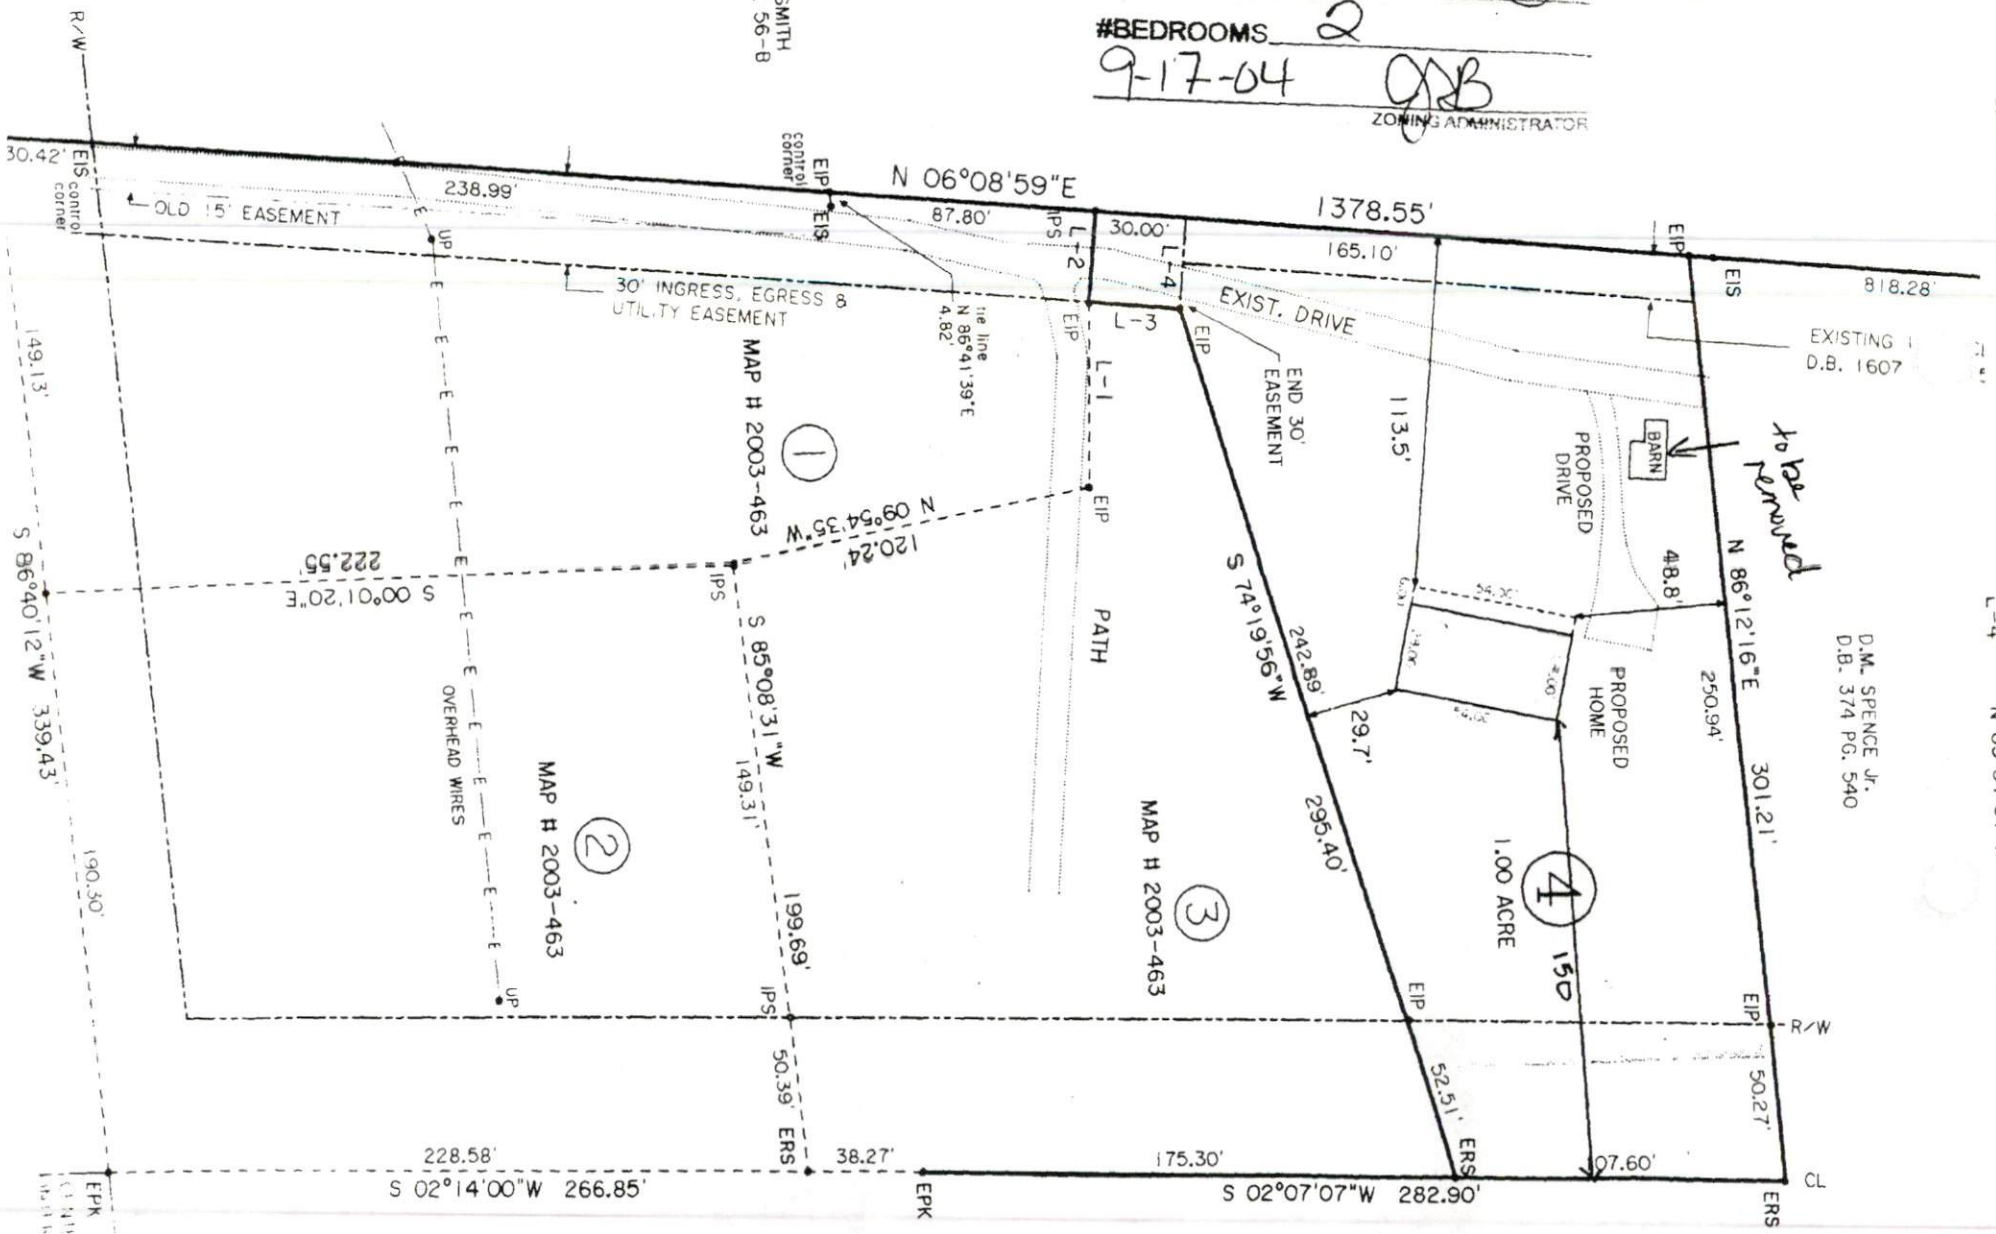 SMITH
56-B
#BEDROOMS 2
9-17-04
ZONING ADMINISTRATOR
R/W
30.42'
EIS
control
corner
238.99'
OLD 15' EASEMENT
EIP
control
corner
EIS
N 06°08'59"E
1378.55'
87.80'
IPS
L-2
30.00'
L-4
165.10'
EIP
EIS
818.28'
30' INGRESS, EGRESS &
UTILITY EASEMENT
tie line
N 86°41'39"E
4.82'
EIP
L-3
EIP
L-1
EXIST. DRIVE
END 30'
EASEMENT
EXISTING
D.B. 1607
113.5'
PROPOSED
DRIVE
BARN
to be
removed
48.8'
N 86°12'16"E
250.94'
301.21'
D.M. SPENCE Jr.
D.B. 374 PG. 540
L-4
149.13'
S 86°40'12"W 339.43'
190.30'
UP
E E E E E E E E E E E
OVERHEAD WIRES
UP
MAP # 2003-463
1
N 09°54'35"W
120.24'
EIP
S 00°01'20"E
222.55'
IPS
S 85°08'31"W
149.31'
199.69'
IPS
MAP # 2003-463
2
PATH
MAP # 2003-463
3
S 74°19'56"W
242.89'
295.40'
29.7'
PROPOSED
HOME
4
1.00 ACRE
150
EIP
EIP
R/W
52.51'
50.27'
50.39'
ERS
ERS
ERS
CL
228.58'
38.27'
175.30'
07.60'
S 02°14'00"W 266.85'
S 02°07'07"W 282.90'
EPK
EPK